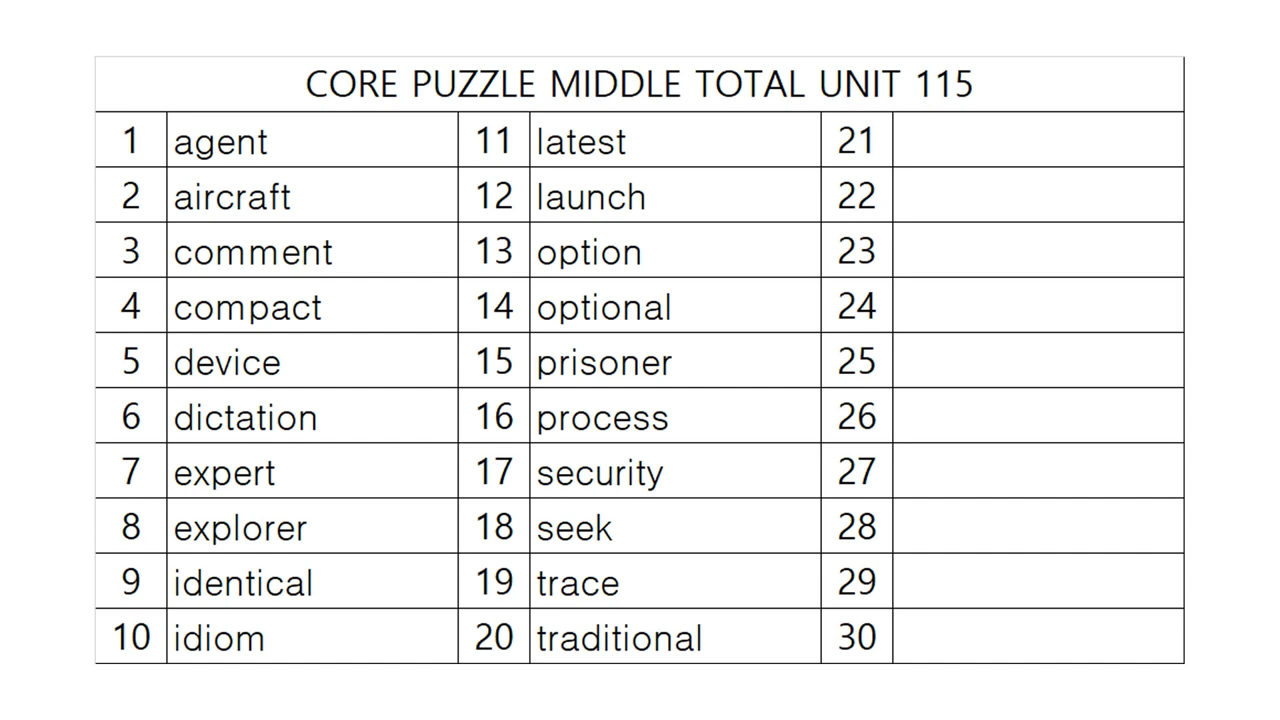 CORE PUZZLE MIDDLE TOTAL UNIT 115
1 agent 11 latest 21
2 aircraft 12 launch 22
3 comment 13 option 23
4 compact 14 optional 24
5 device 15 prisoner 25
6 dictation 16 process 26
7 expert 17 security 27
8 explorer 18 seek 28
9 identical 19 trace 29
10 idiom 20 traditional 30